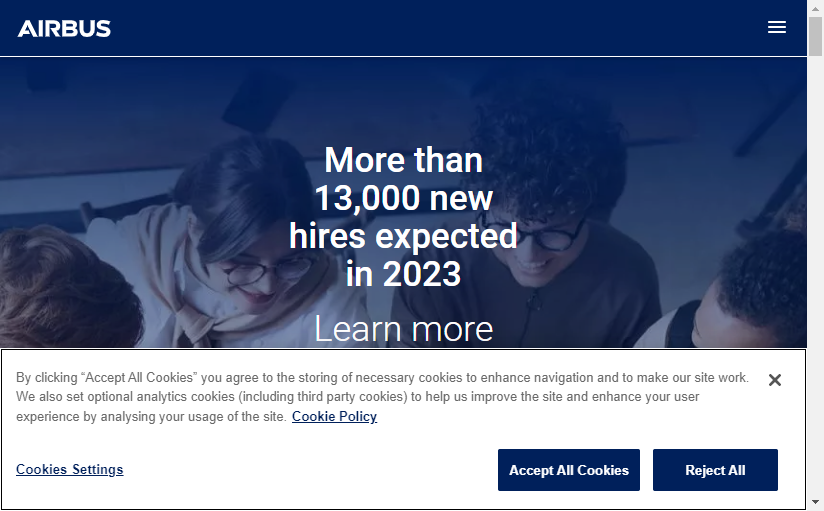 AIRBUS
More than
13,000 new
hires expected
in 2023
Learn more
By clicking “Accept All Cookies” you agree to the storing of necessary cookies to enhance navigation and to make our site work.
We also set optional analytics cookies (including third party cookies) to help us improve the site and enhance your user
experience by analysing your usage of the site. Cookie Policy
Cookies Settings
Accept All Cookies
Reject All